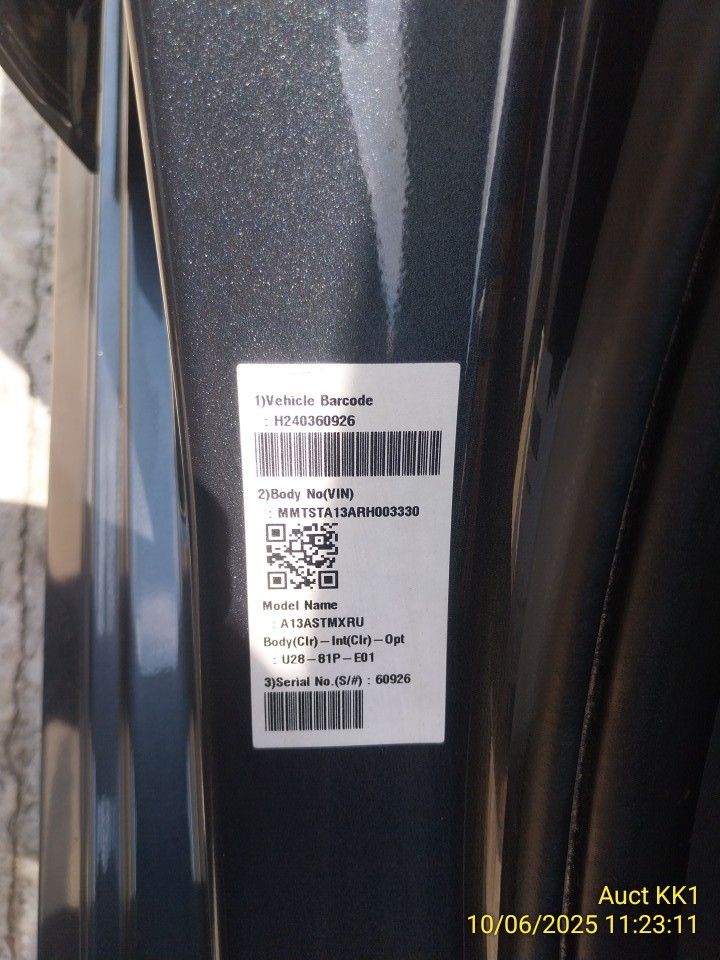 1)Vehicle Barcode
: H240360926
2)Body No(VIN)
: MMTSTA13ARH003330
Model Name
: A13ASTMXRU
Body(Clr)—Int(Clr)—Opt
: U28—81P—E01
3)Serial No.(S/#) : 60926
Auct KK1
10/06/2025 11:23:11